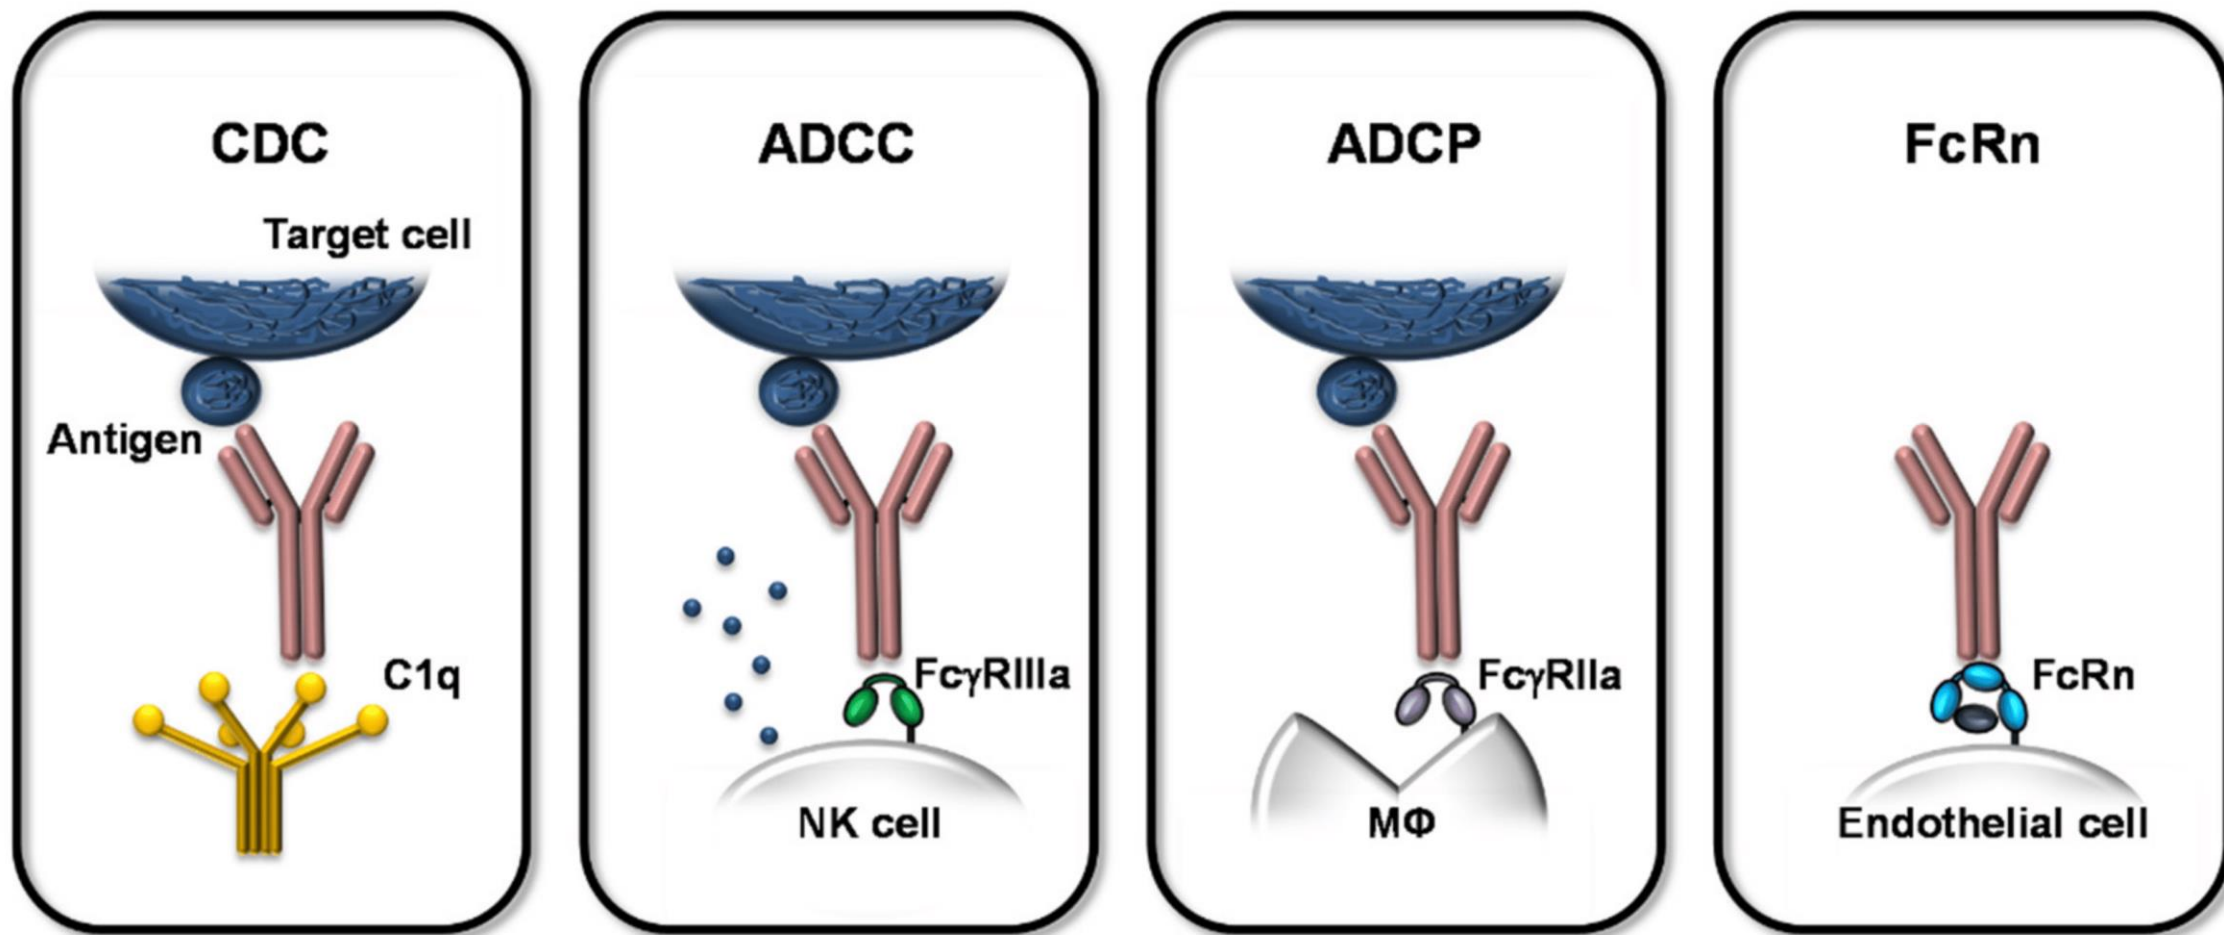 CDC
Target cell
Antigen
C1q
ADCC
FcγRIIIa
NK cell
ADCP
FcγRIIa
MΦ
FcRn
FcRn
Endothelial cell